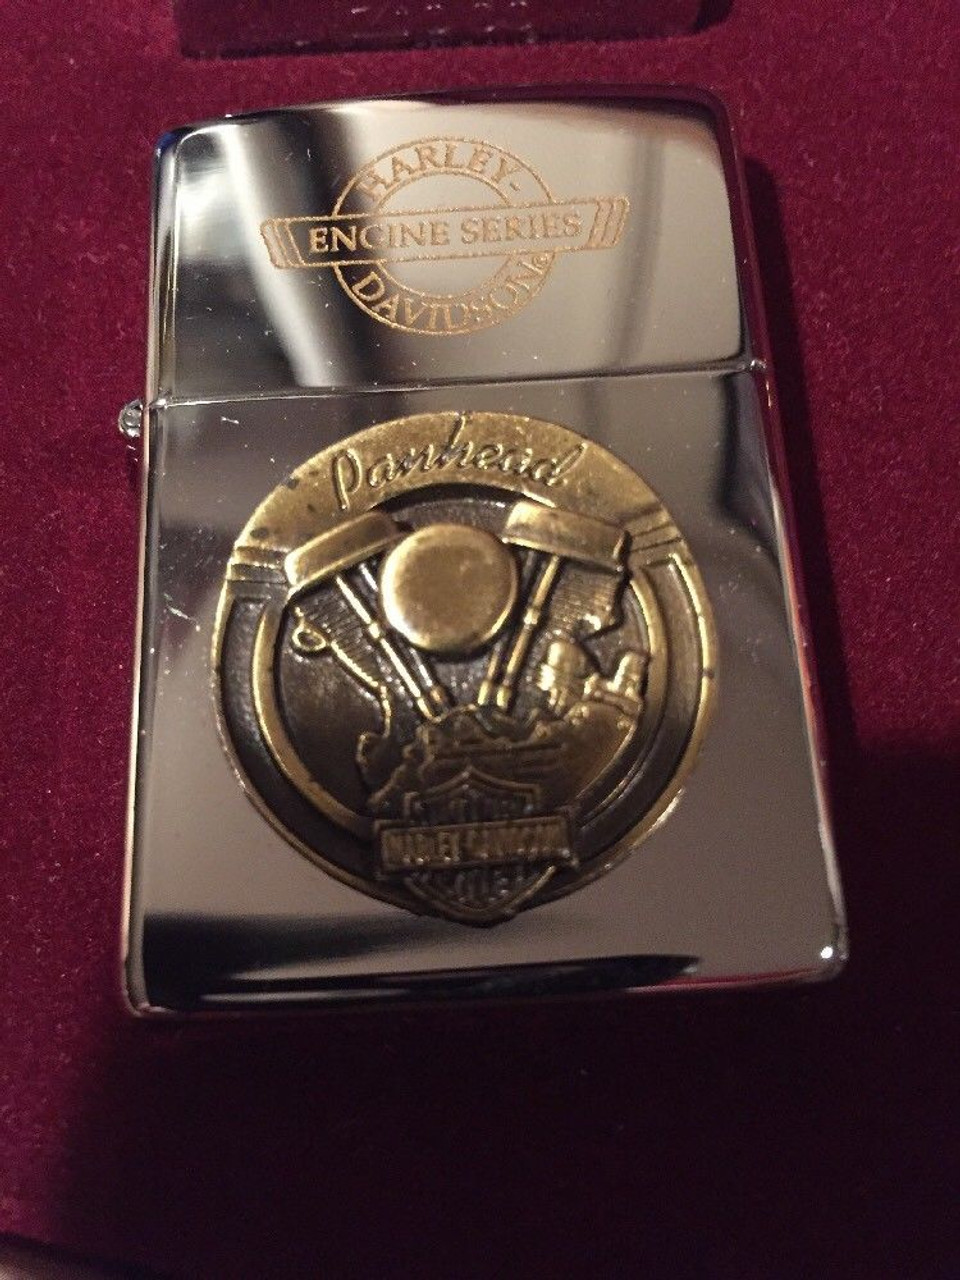 HARLEY-
ENGINE SERIES
DAVIDSON®
Panhead
HARLEY-DAVIDSON